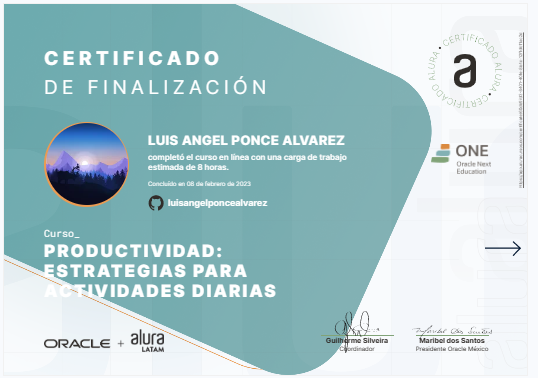 CERTIFICADO
DE FINALIZACIÓN
CERTIFICADO ALURA • CERTIFICADO ALURA •
a
LUIS ANGEL PONCE ALVAREZ
completó el curso en línea con una carga de trabajo
estimada de 8 horas.
Concluido en 06 de febrero de 2023
luisangelponcealvarez
ONE
Oracle Next
Education
Curso_
PRODUCTIVIDAD:
ESTRATEGIAS PARA
ACTIVIDADES DIARIAS
ORACLE + alura
LATAM
Guilherme Silveira
Coordinador
Maribel dos Santos
Presidente Oracle México